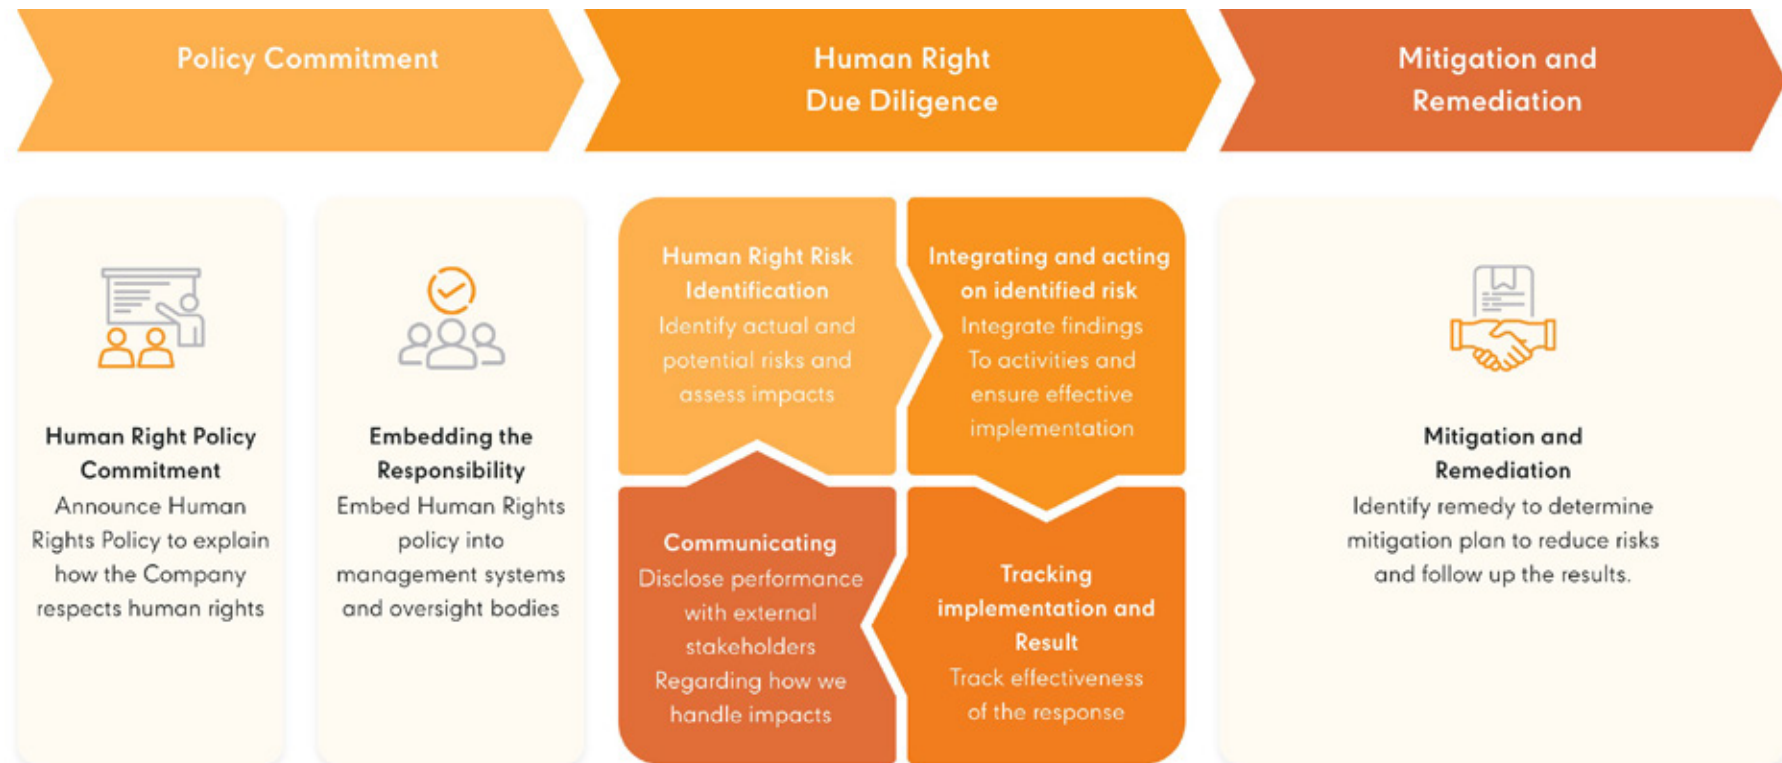 Policy Commitment
Human Right
Due Diligence
Mitigation and
Remediation
Human Right Policy
Commitment
Announce Human
Rights Policy to explain
how the Company
respects human rights
Embedding the
Responsibility
Embed Human Rights
policy into
management systems
and oversight bodies
Human Right Risk
Identification
Identify actual and
potential risks and
assess impacts
Integrating and acting
on identified risk
Integrate findings
To activities and
ensure effective
implementation
Tracking
implementation and
Result
Track effectiveness
of the response
Communicating
Disclose performance
with external
stakeholders
Regarding how we
handle impacts
Mitigation and
Remediation
Identify remedy to determine
mitigation plan to reduce risks
and follow up the results.